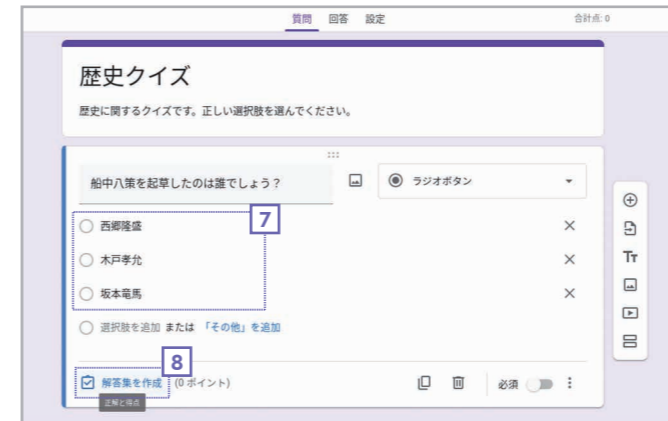 質問 回答 設定 合計点: 0
歴史クイズ
歴史に関するクイズです。正しい選択肢を選んでください。
船中八策を起草したのは誰でしょう？ ラジオボタン
7
西郷隆盛
木戸孝允
坂本竜馬
選択肢を追加 または 「その他」を追加
8
解答集を作成 (0 ポイント) 必須
正解と得点
Tт